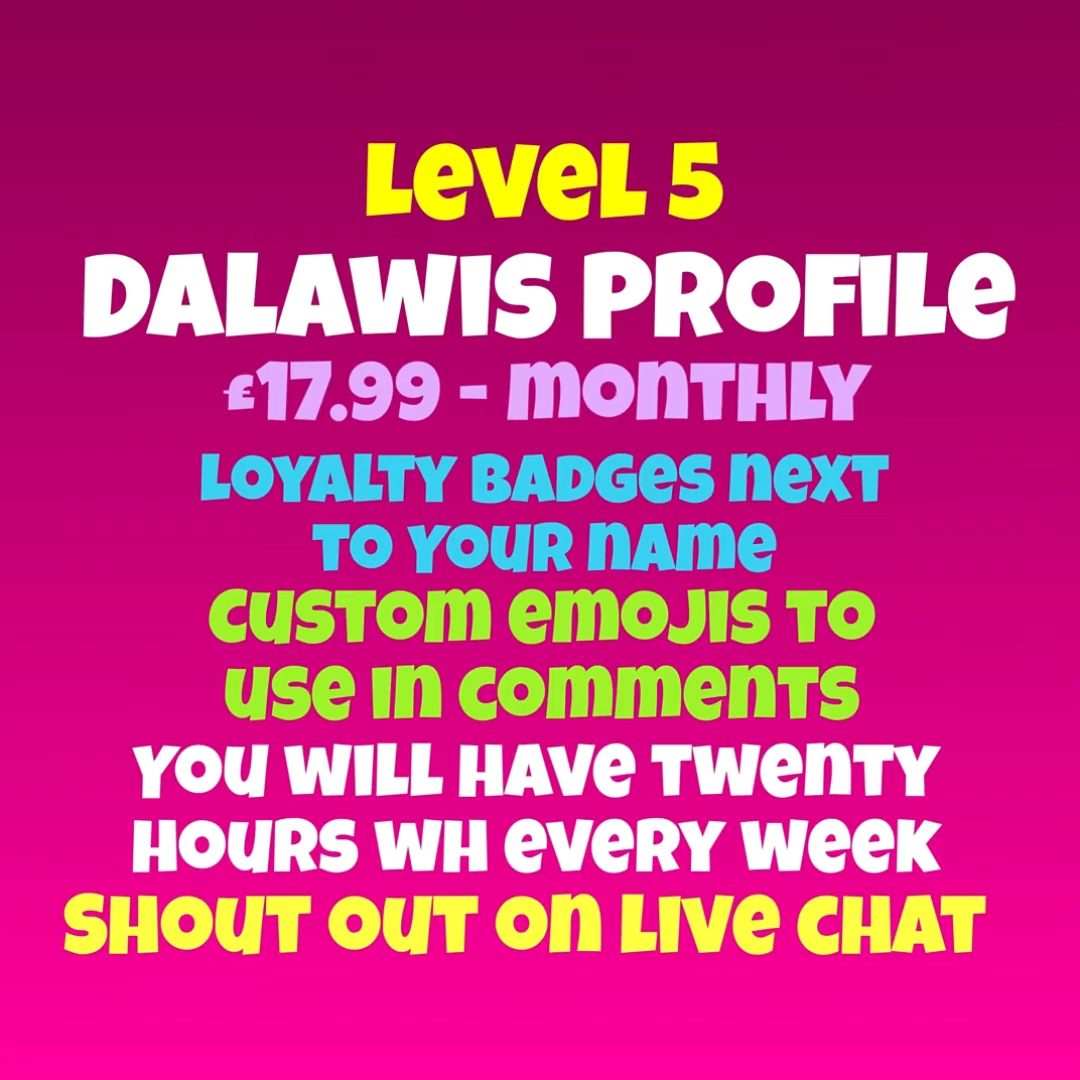 LEVEL 5
DALAWIS PROFILE
£17.99 - MONTHLY
LOYALTY BADGES NEXT
TO YOUR NAME
CUSTOM EMOJIS TO
USE IN COMMENTS
YOU WILL HAVE TWENTY
HOURS WH EVERY WEEK
SHOUT OUT ON LIVE CHAT